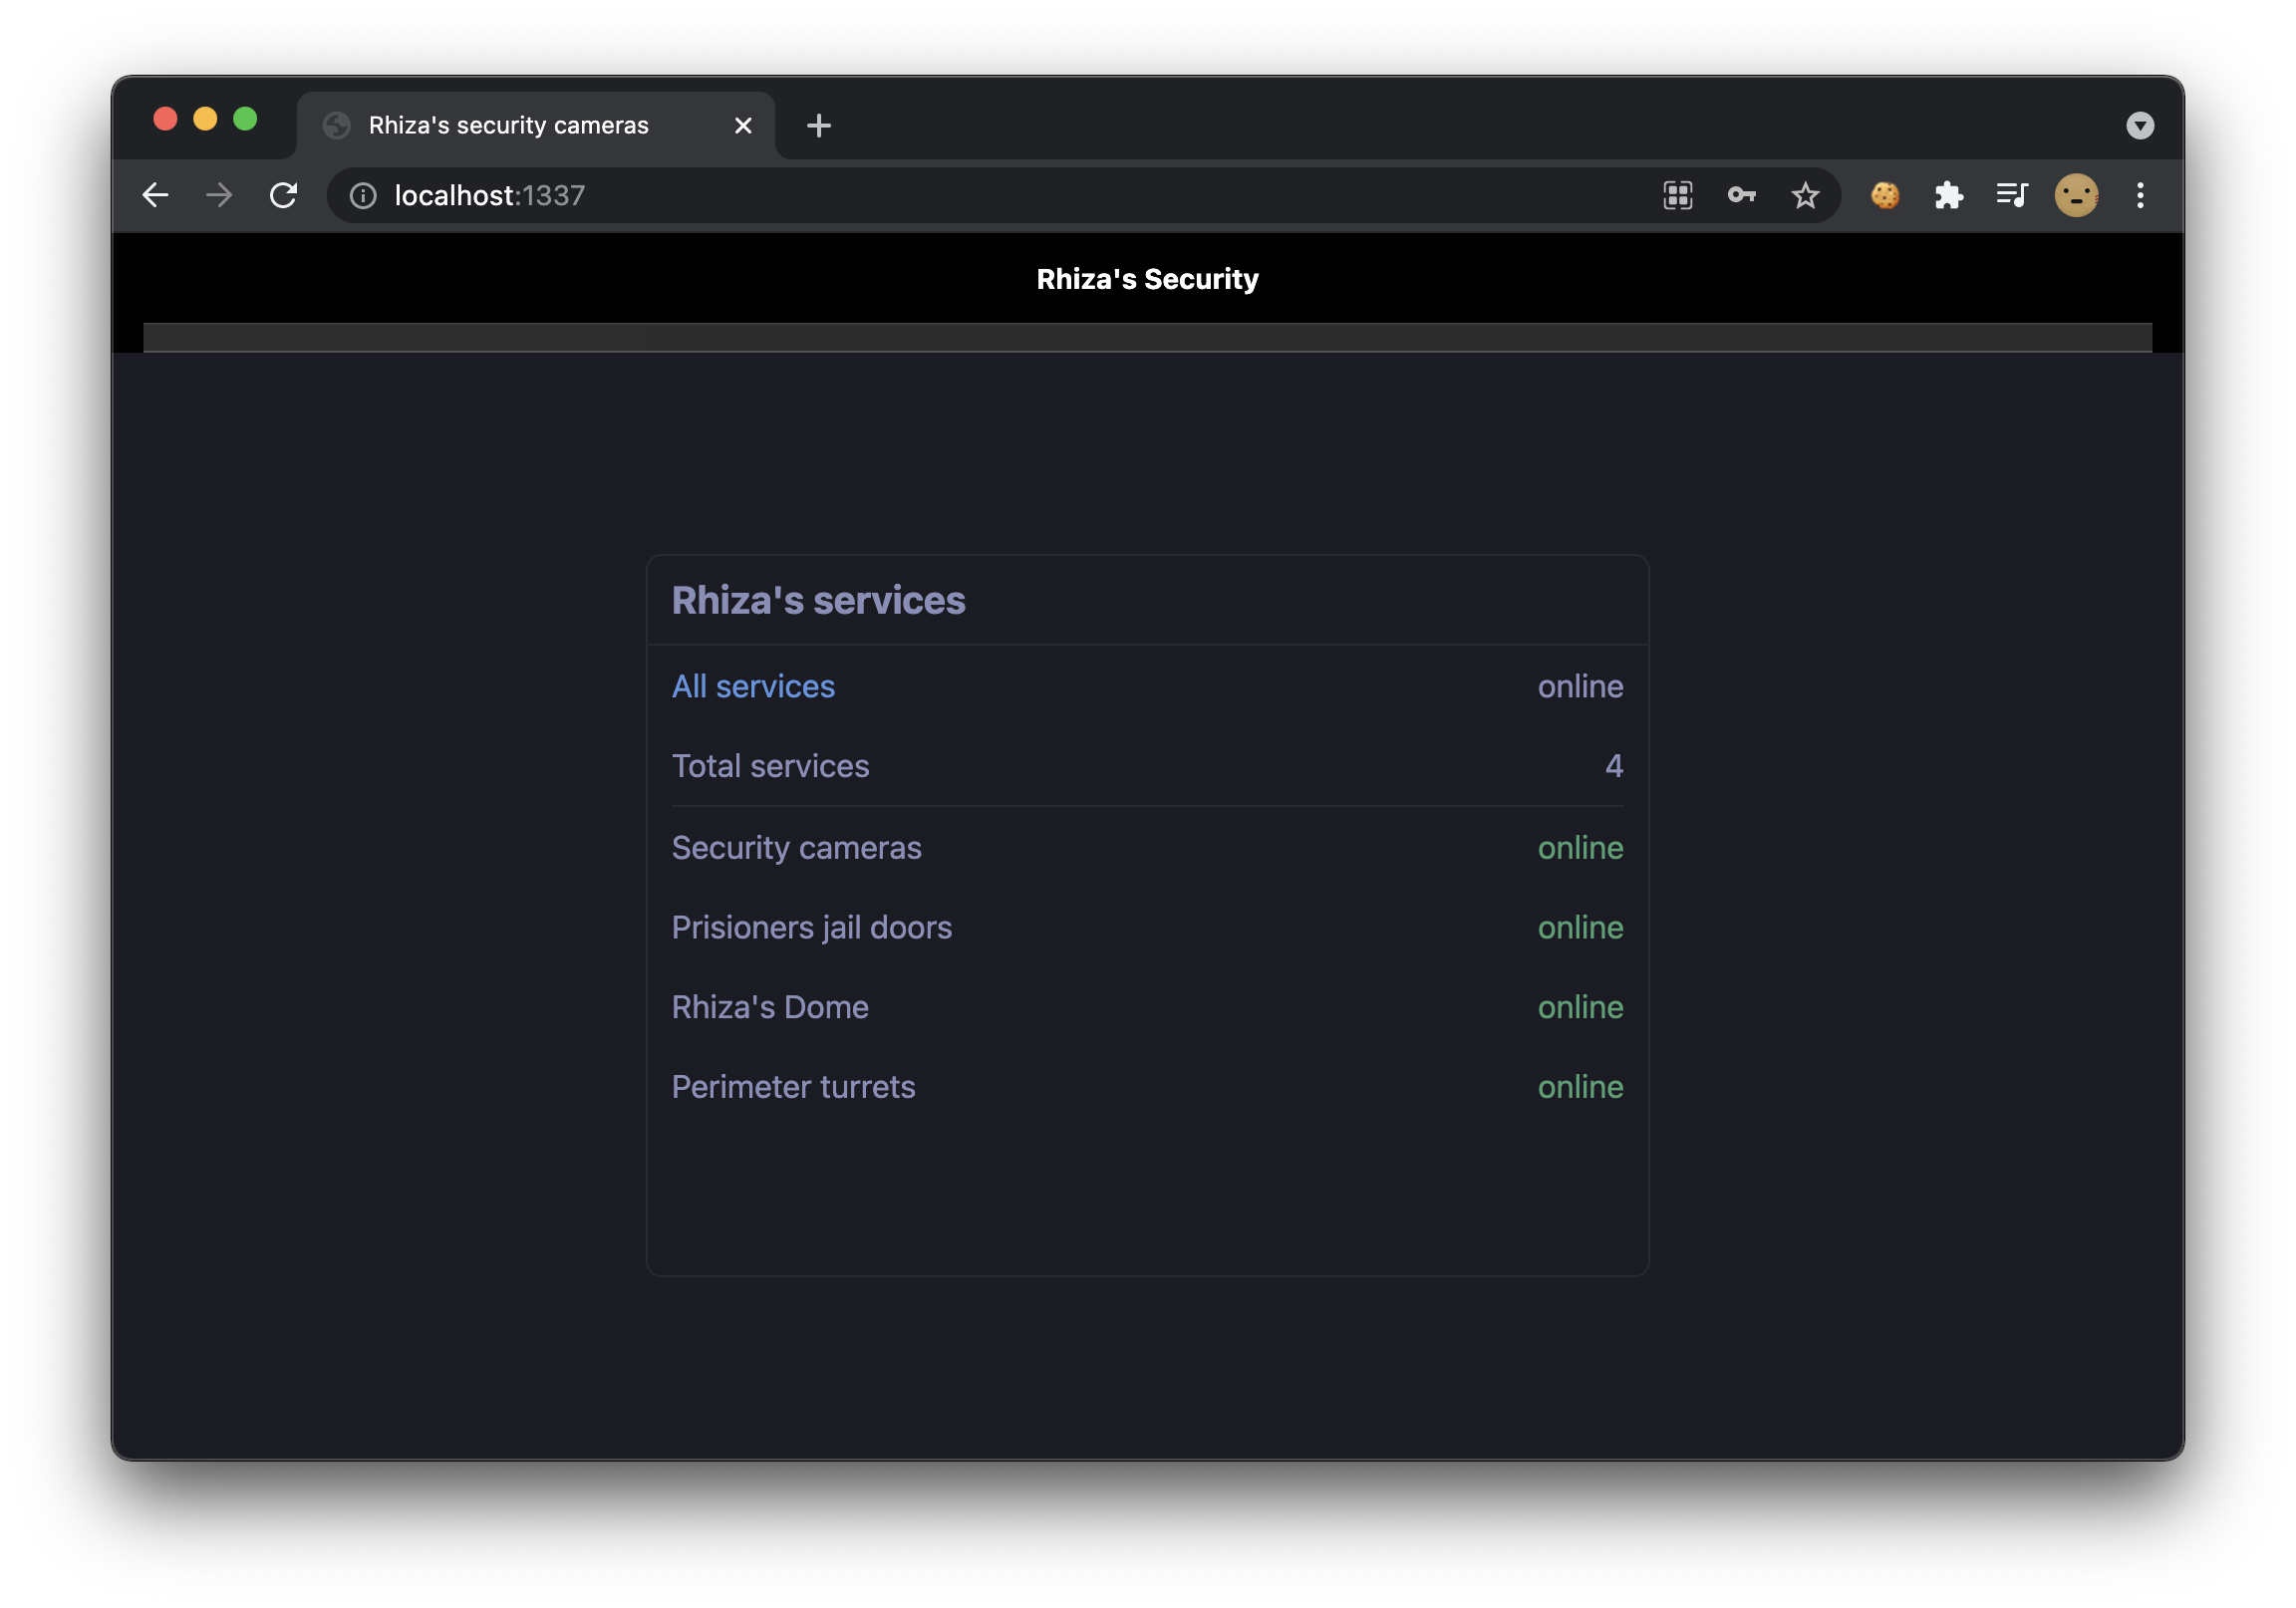 Rhiza's security cameras
localhost:1337
Rhiza's Security
Rhiza's services
All services online
Total services 4
Security cameras online
Prisioners jail doors online
Rhiza's Dome online
Perimeter turrets online